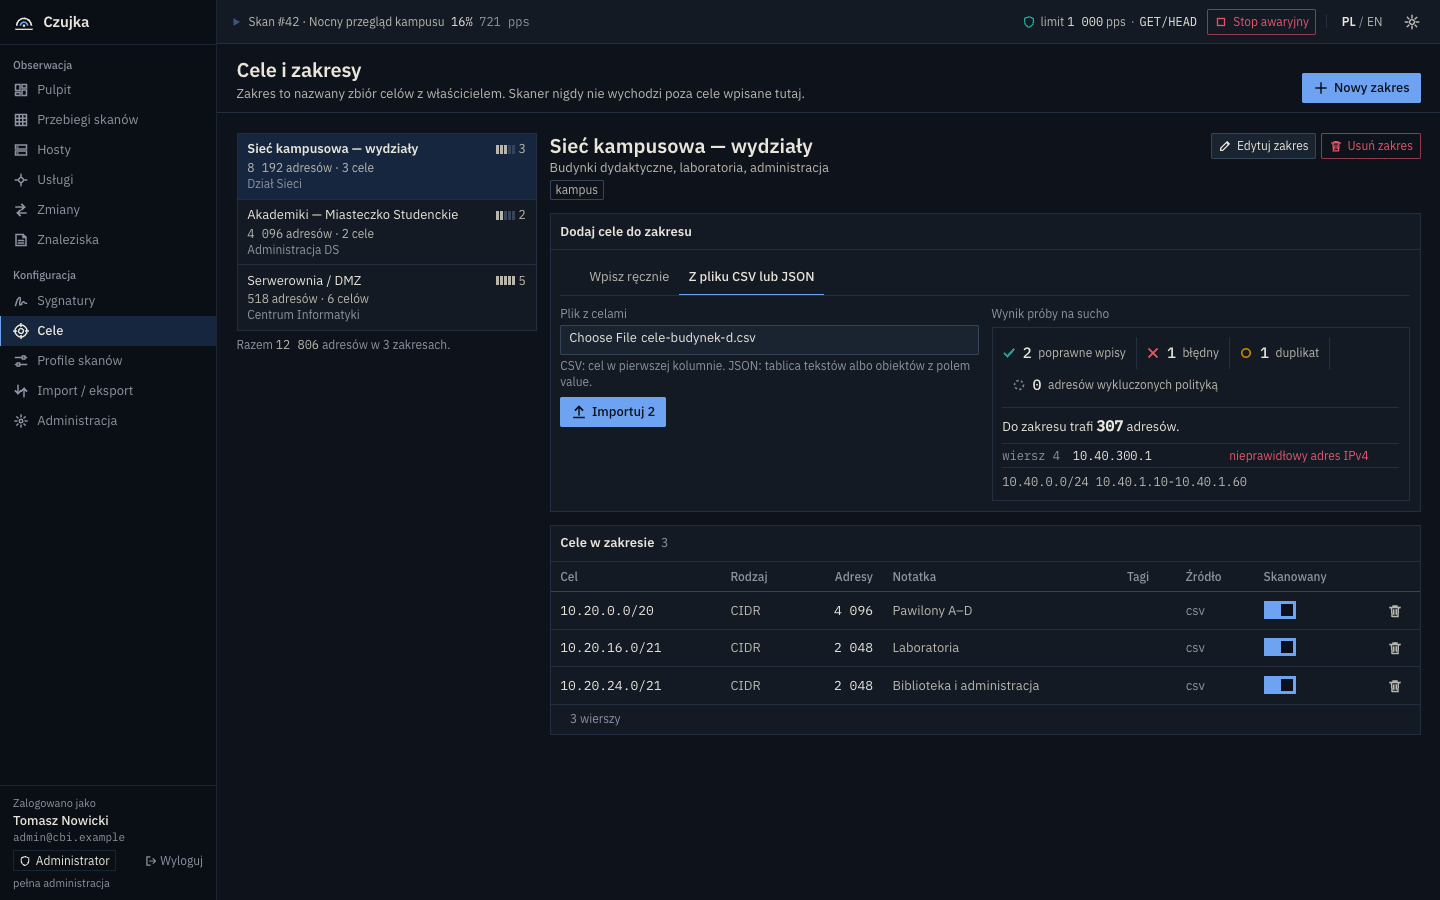 Czujka
Skan #42 · Nocny przegląd kampusu 16% 721 pps
limit 1 000 pps · GET/HEAD
Stop awaryjny
PL / EN
Obserwacja
Pulpit
Przebiegi skanów
Hosty
Usługi
Zmiany
Znaleziska
Konfiguracja
Sygnatury
Cele
Profile skanów
Import / eksport
Administracja
Zalogowano jako
Tomasz Nowicki
admin@cbi.example
Administrator
Wyloguj
pełna administracja
Cele i zakresy
Zakres to nazwany zbiór celów z właścicielem. Skaner nigdy nie wychodzi poza cele wpisane tutaj.
Nowy zakres
Sieć kampusowa — wydziały 3
8 192 adresów · 3 cele
Dział Sieci
Akademiki — Miasteczko Studenckie 2
4 096 adresów · 2 cele
Administracja DS
Serwerownia / DMZ 5
518 adresów · 6 celów
Centrum Informatyki
Razem 12 806 adresów w 3 zakresach.
Sieć kampusowa — wydziały
Budynki dydaktyczne, laboratoria, administracja
kampus
Edytuj zakres
Usuń zakres
Dodaj cele do zakresu
Wpisz ręcznie
Z pliku CSV lub JSON
Plik z celami
Choose File cele-budynek-d.csv
CSV: cel w pierwszej kolumnie. JSON: tablica tekstów albo obiektów z polem
value.
Importuj 2
Wynik próby na sucho
2 poprawne wpisy
1 błędny
1 duplikat
0 adresów wykluczonych polityką
Do zakresu trafi 307 adresów.
wiersz 4 10.40.300.1 nieprawidłowy adres IPv4
10.40.0.0/24 10.40.1.10-10.40.1.60
Cele w zakresie 3
Cel Rodzaj Adresy Notatka Tagi Źródło Skanowany
10.20.0.0/20 CIDR 4 096 Pawilony A–D csv
10.20.16.0/21 CIDR 2 048 Laboratoria csv
10.20.24.0/21 CIDR 2 048 Biblioteka i administracja csv
3 wierszy